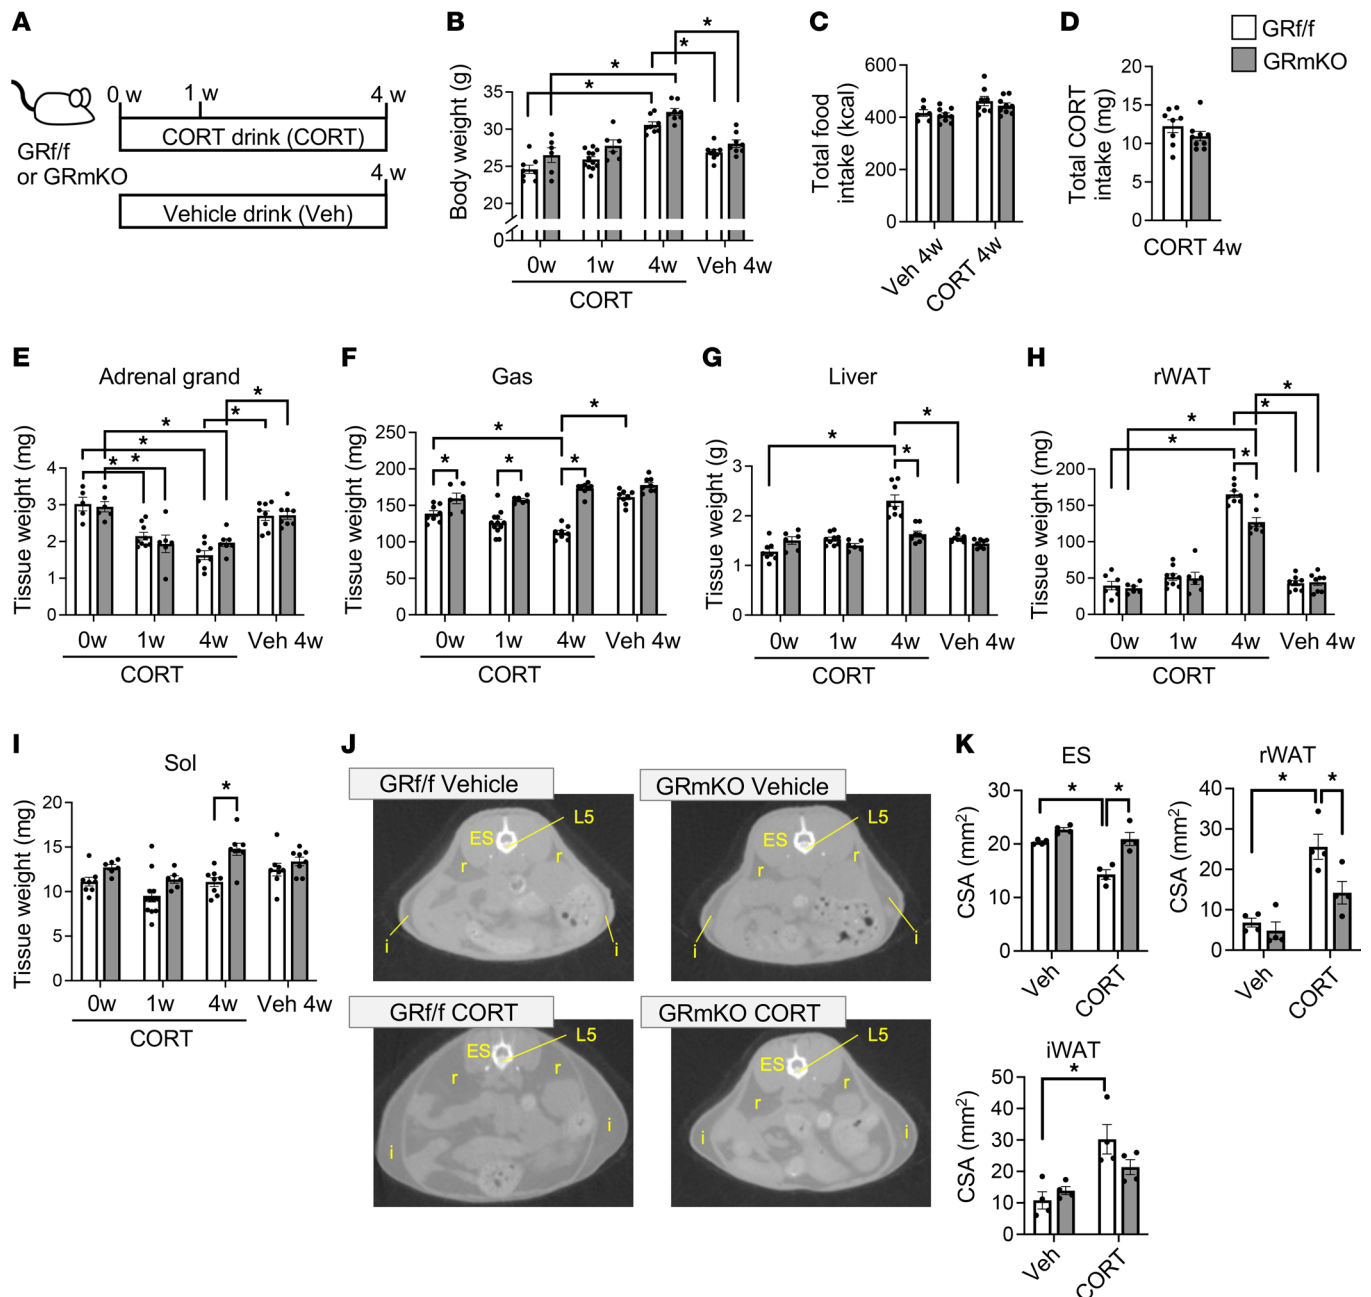 A
0 w
1 w
4 w
CORT drink (CORT)
GRf/f
or GRmKO
4 w
Vehicle drink (Veh)
B
Body weight (g)
35
30
25
20
0
* * * *
0w 1w 4w Veh 4w
CORT
C
Total food
intake (kcal)
600
400
200
0
Veh 4w
CORT 4w
D
Total CORT
intake (mg)
20
15
10
5
0
CORT 4w
GRf/f
GRmKO
E
Adrenal grand
Tissue weight (mg)
4
3
2
1
0
* * * * * *
0w 1w 4w Veh 4w
CORT
F
Gas
Tissue weight (mg)
250
200
150
100
50
0
* * * * *
0w 1w 4w Veh 4w
CORT
G
Liver
Tissue weight (g)
3
2
1
0
* * *
0w 1w 4w Veh 4w
CORT
H
rWAT
Tissue weight (mg)
200
150
100
50
0
* * * * *
0w 1w 4w Veh 4w
CORT
I
Sol
Tissue weight (mg)
20
15
10
5
0
*
0w 1w 4w Veh 4w
CORT
J
GRf/f Vehicle
ES
L5
r
r
i
i
GRmKO Vehicle
ES
L5
r
r
i
i
GRf/f CORT
ES
L5
r
r
i
i
GRmKO CORT
ES
L5
r
r
i
i
K
ES
CSA (mm²)
30
20
10
0
* *
Veh
CORT
rWAT
CSA (mm²)
40
30
20
10
0
* *
Veh
CORT
iWAT
CSA (mm²)
50
40
30
20
10
0
*
Veh
CORT